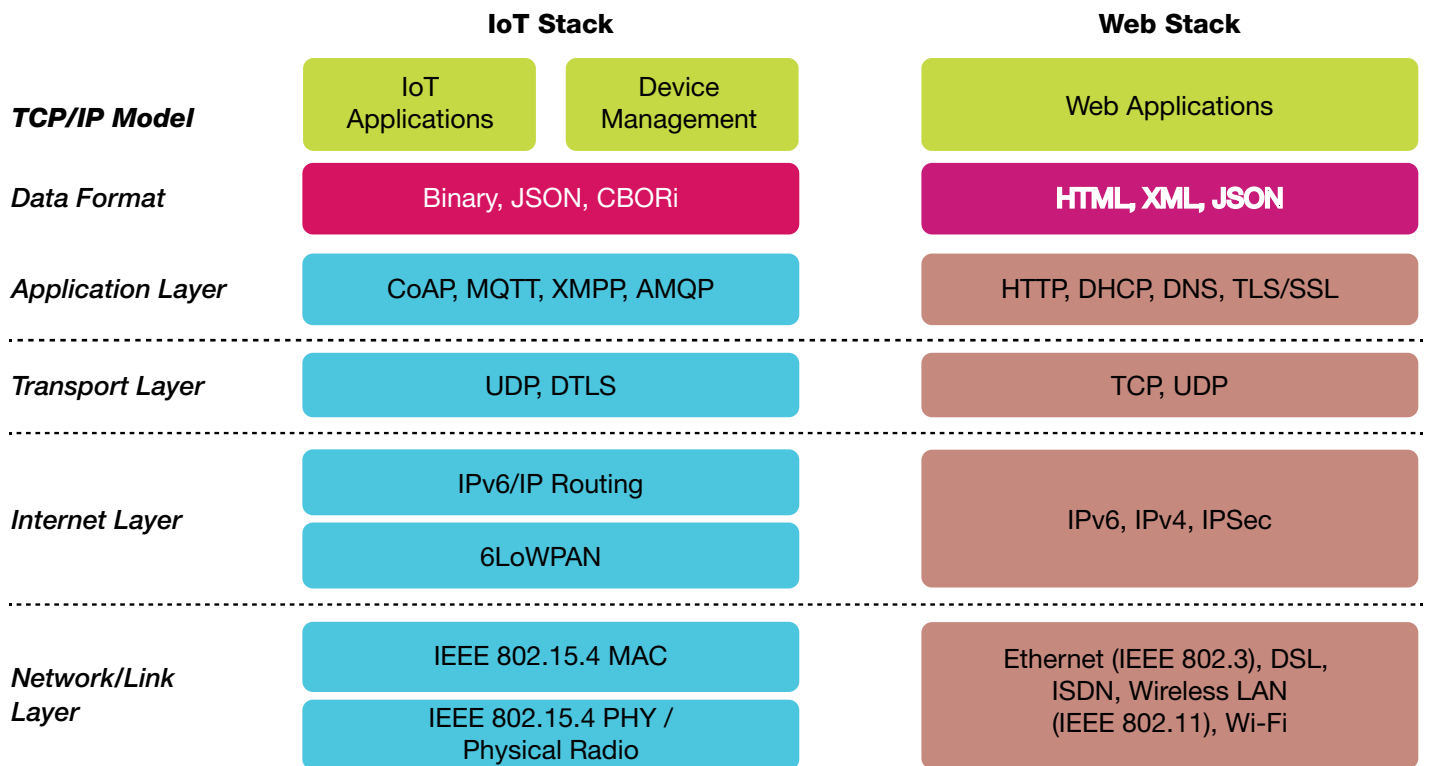 IoT Stack
Web Stack
TCP/IP Model
IoT
Applications
Device
Management
Web Applications
Data Format
Binary, JSON, CBORi
HTML, XML, JSON
Application Layer
CoAP, MQTT, XMPP, AMQP
HTTP, DHCP, DNS, TLS/SSL
Transport Layer
UDP, DTLS
TCP, UDP
Internet Layer
IPv6/IP Routing
6LoWPAN
IPv6, IPv4, IPSec
Network/Link
Layer
IEEE 802.15.4 MAC
IEEE 802.15.4 PHY /
Physical Radio
Ethernet (IEEE 802.3), DSL,
ISDN, Wireless LAN
(IEEE 802.11), Wi-Fi